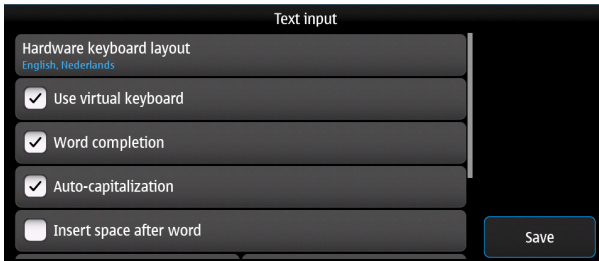 Text input
Hardware keyboard layout
English, Nederlands
Use virtual keyboard
Word completion
Auto-capitalization
Insert space after word
Save